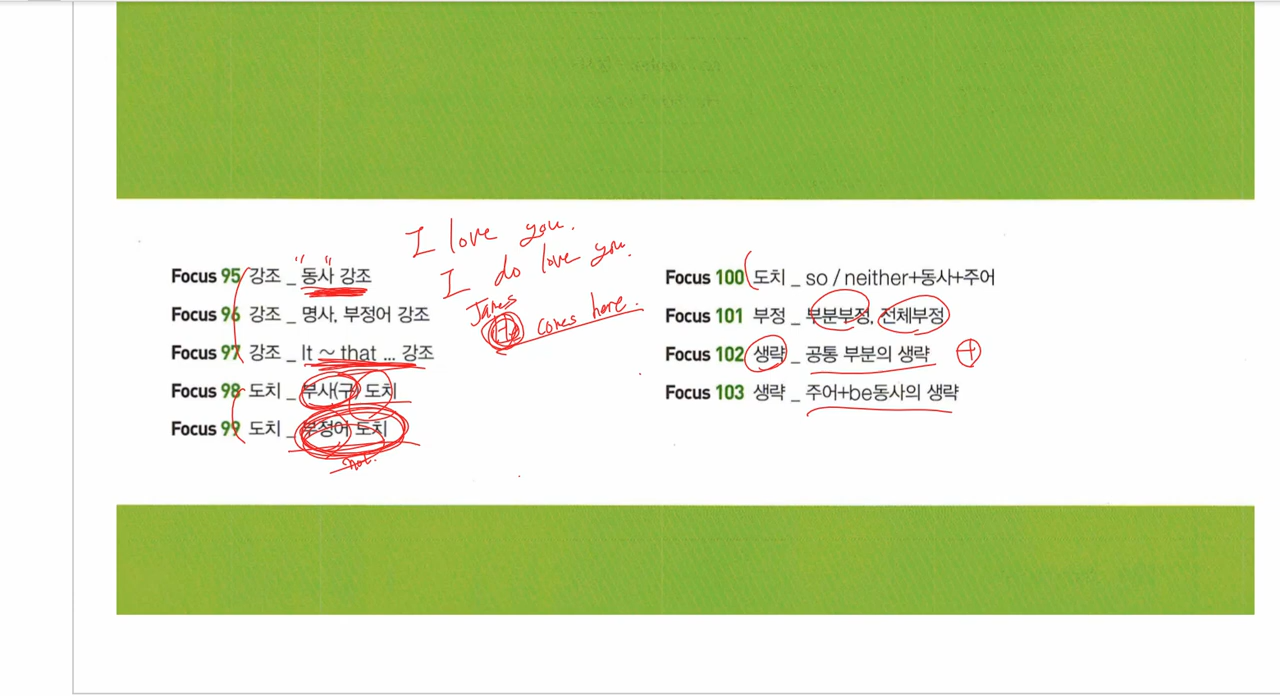 I love you.
I do love you.
James
He comes here.
Focus 95 강조 _ "동사" 강조
Focus 96 강조 _ 명사, 부정어 강조
Focus 97 강조 _ It ~ that ... 강조
Focus 98 도치 _ 부사(구) 도치
Focus 99 도치 _ 부정어 도치
not.
Focus 100 도치 _ so / neither+동사+주어
Focus 101 부정 _ 부분부정, 전체부정
Focus 102 생략 _ 공통 부분의 생략
Focus 103 생략 _ 주어+be동사의 생략